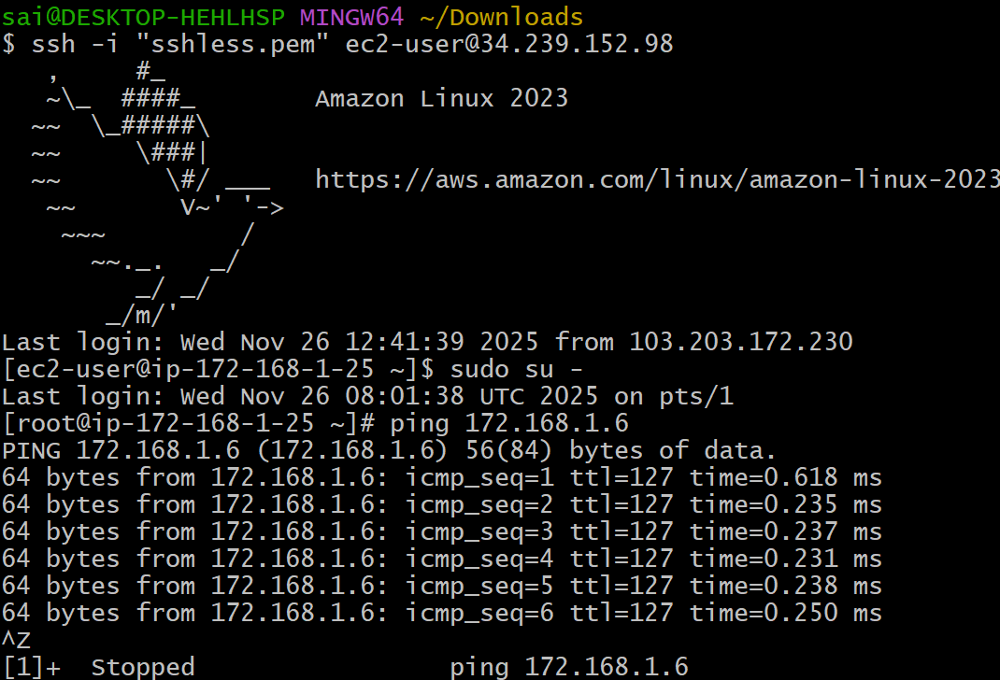 sai@DESKTOP-HEHLHSP MINGW64 ~/Downloads
$ ssh -i "sshless.pem" ec2-user@34.239.152.98
   ,     #_
   ~\_  ####_        Amazon Linux 2023
  ~~  \_#####\
  ~~     \###|
  ~~       \#/ ___   https://aws.amazon.com/linux/amazon-linux-2023
   ~~       V~' '->
    ~~~         /
      ~~._.   _/
         _/ _/
       _/m/'
Last login: Wed Nov 26 12:41:39 2025 from 103.203.172.230
[ec2-user@ip-172-168-1-25 ~]$ sudo su -
Last login: Wed Nov 26 08:01:38 UTC 2025 on pts/1
[root@ip-172-168-1-25 ~]# ping 172.168.1.6
PING 172.168.1.6 (172.168.1.6) 56(84) bytes of data.
64 bytes from 172.168.1.6: icmp_seq=1 ttl=127 time=0.618 ms
64 bytes from 172.168.1.6: icmp_seq=2 ttl=127 time=0.235 ms
64 bytes from 172.168.1.6: icmp_seq=3 ttl=127 time=0.237 ms
64 bytes from 172.168.1.6: icmp_seq=4 ttl=127 time=0.231 ms
64 bytes from 172.168.1.6: icmp_seq=5 ttl=127 time=0.238 ms
64 bytes from 172.168.1.6: icmp_seq=6 ttl=127 time=0.250 ms
^Z
[1]+  Stopped                 ping 172.168.1.6